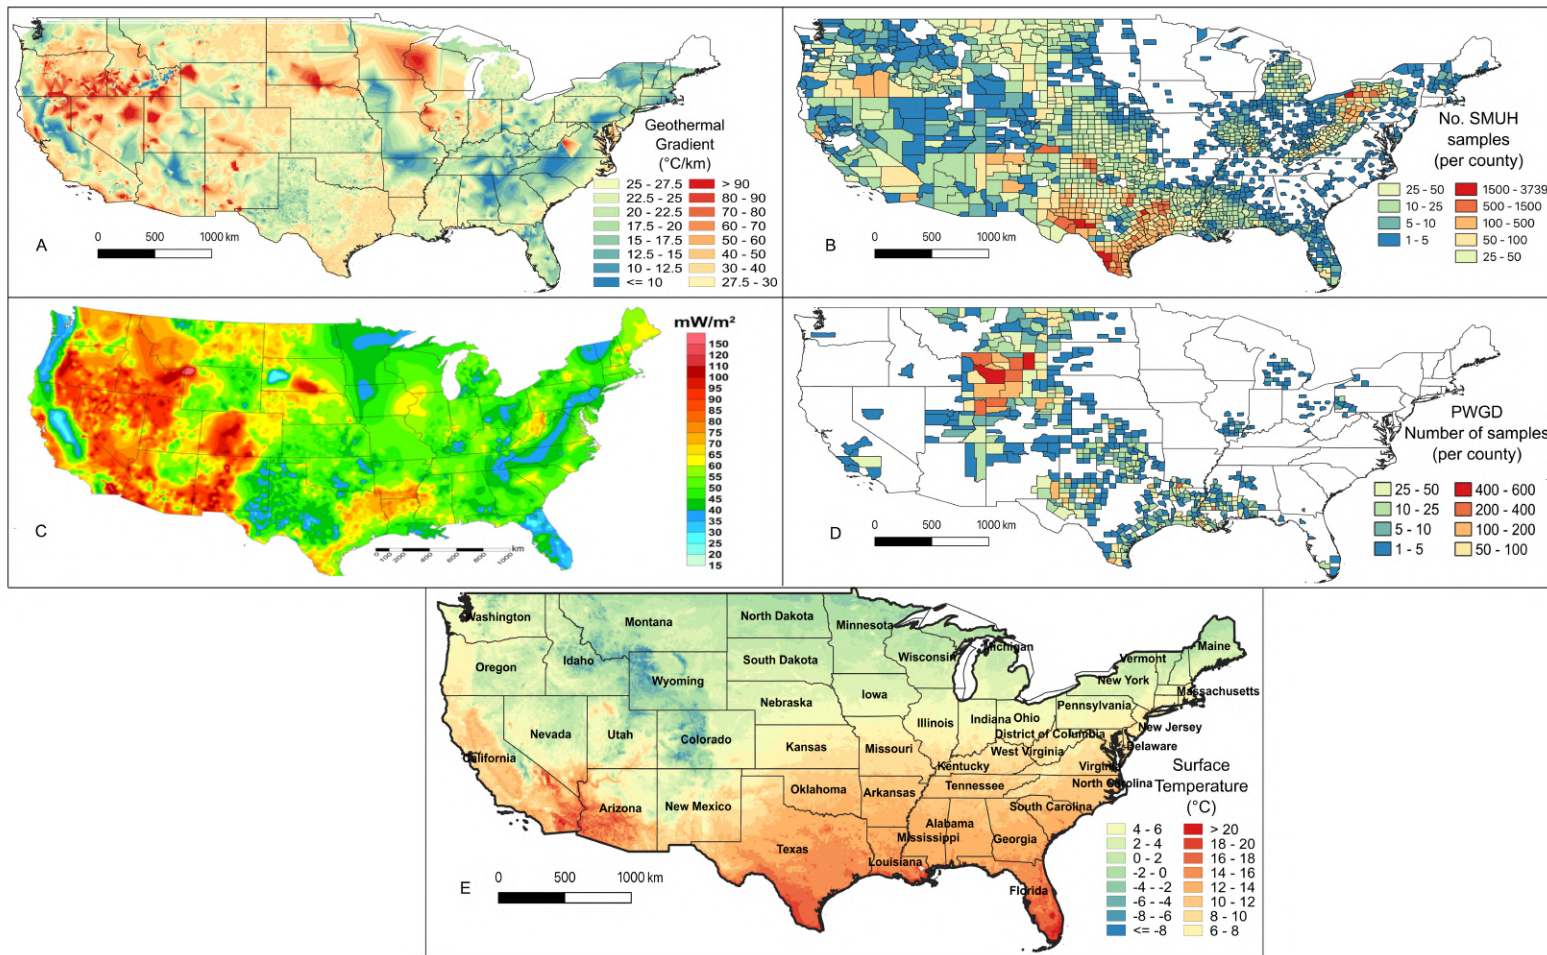 Geothermal
Gradient
(°C/km)
25 - 27.5 > 90
22.5 - 25 80 - 90
20 - 22.5 70 - 80
17.5 - 20 60 - 70
15 - 17.5 50 - 60
12.5 - 15 40 - 50
10 - 12.5 30 - 40
<= 10 27.5 - 30
A
0 500 1000 km
No. SMUH
samples
(per county)
25 - 50 1500 - 3739
10 - 25 500 - 1500
5 - 10 100 - 500
1 - 5 50 - 100
25 - 50
B
0 500 1000 km
mW/m²
150
120
110
100
95
90
85
80
75
70
65
60
55
50
45
40
35
30
25
20
15
C
0 100 200 400 600 800 1000 km
PWGD
Number of samples
(per county)
25 - 50 400 - 600
10 - 25 200 - 400
5 - 10 100 - 200
1 - 5 50 - 100
D
0 500 1000 km
Washington
Montana
North Dakota
Minnesota
Maine
Oregon
Idaho
South Dakota
Wisconsin
Michigan
Vermont
Wyoming
New York
Nebraska
Iowa
Massachusetts
Pennsylvania
Nevada
Utah
Colorado
Illinois
Indiana
Ohio
New Jersey
District of Columbia
California
Kansas
Missouri
West Virginia
Delaware
Kentucky
Virginia
Arizona
New Mexico
Oklahoma
Arkansas
Tennessee
North Carolina
South Carolina
Alabama
Mississippi
Georgia
Texas
Louisiana
Florida
Surface
Temperature
(°C)
4 - 6 > 20
2 - 4 18 - 20
0 - 2 16 - 18
-2 - 0 14 - 16
-4 - -2 12 - 14
-6 - -4 10 - 12
-8 - -6 8 - 10
<= -8 6 - 8
E
0 500 1000 km